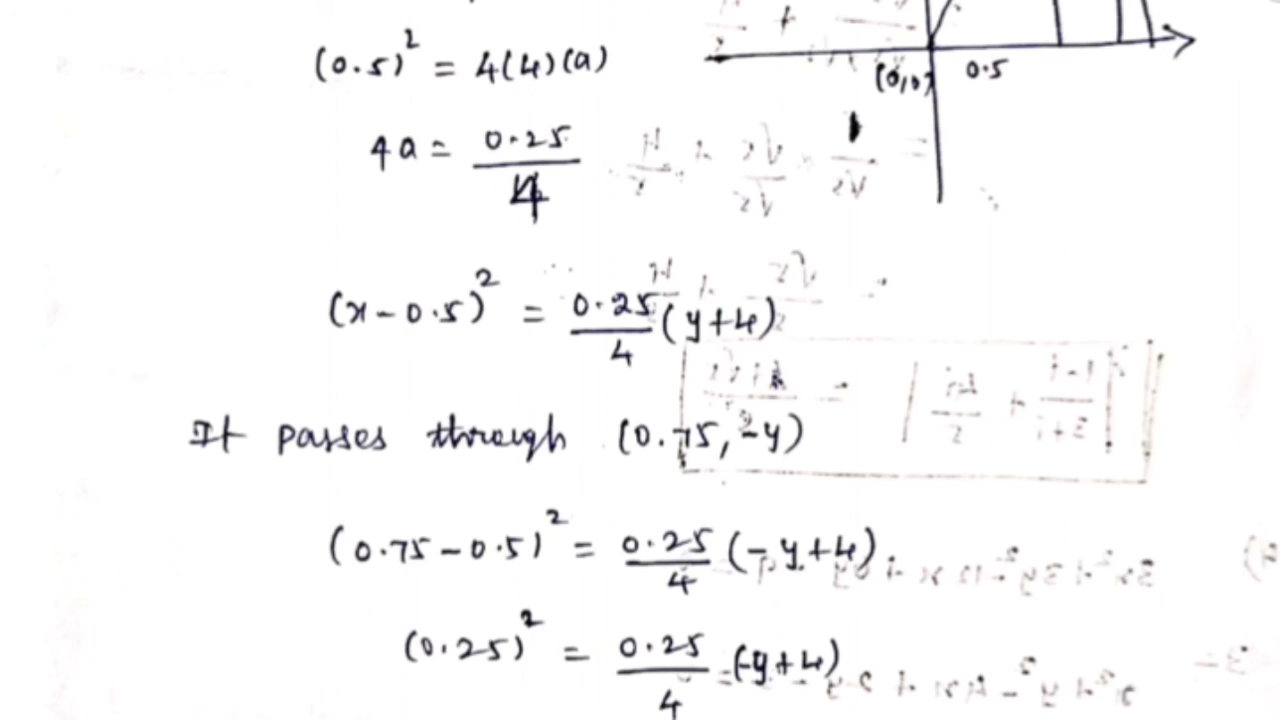 (0.5)² = 4(4)(a)
(0,0) 0.5
4a = 0.25/4
(x-0.5)² = 0.25/4 (y+4)
It passes through (0.75, -y)
(0.75-0.5)² = 0.25/4 (-y+4)
(0.25)² = 0.25/4 (-y+4)